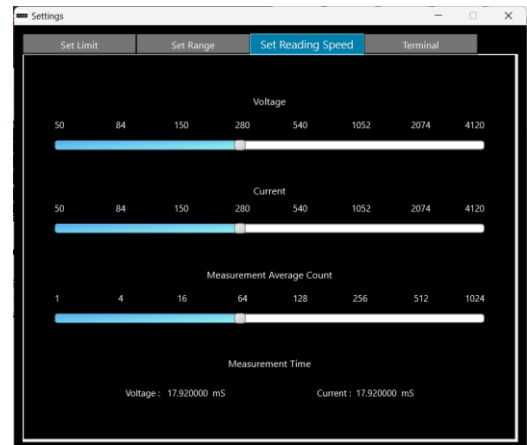 Settings
Set Limit Set Range Set Reading Speed Terminal
Voltage
50 84 150 280 540 1052 2074 4120
Current
50 84 150 280 540 1052 2074 4120
Measurement Average Count
1 4 16 64 128 256 512 1024
Measurement Time
Voltage : 17.920000 mS Current : 17.920000 mS